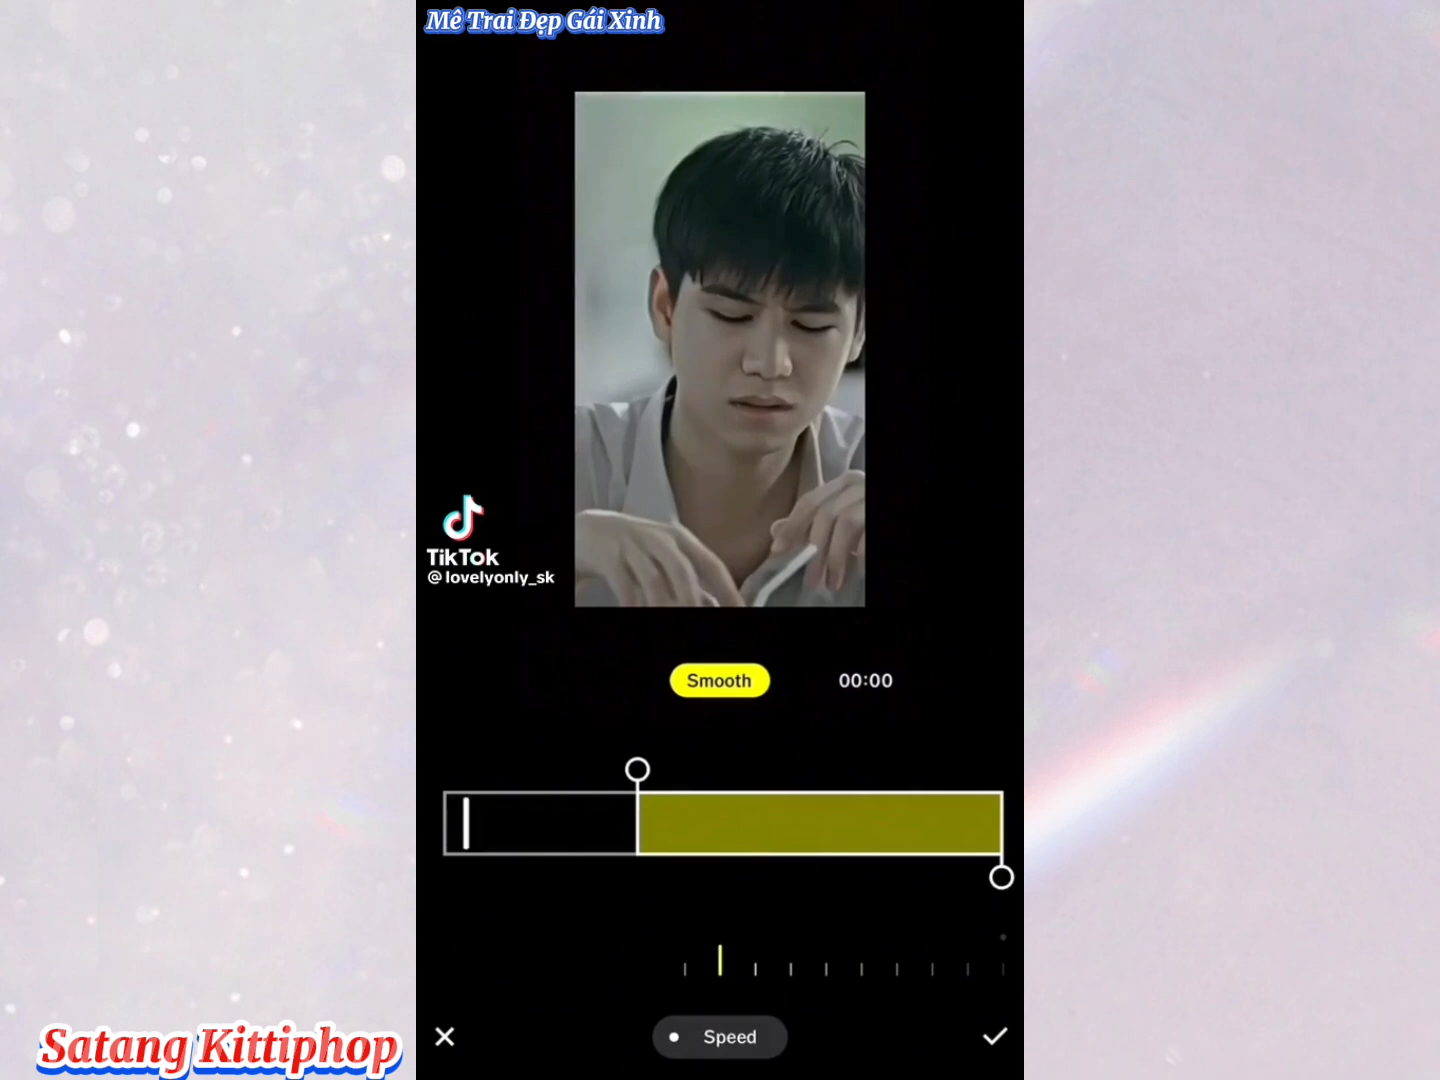 Mê Trai Đẹp Gái Xinh
TikTok
@lovelyonly_sk
Smooth
00:00
Speed
Satang Kittiphop